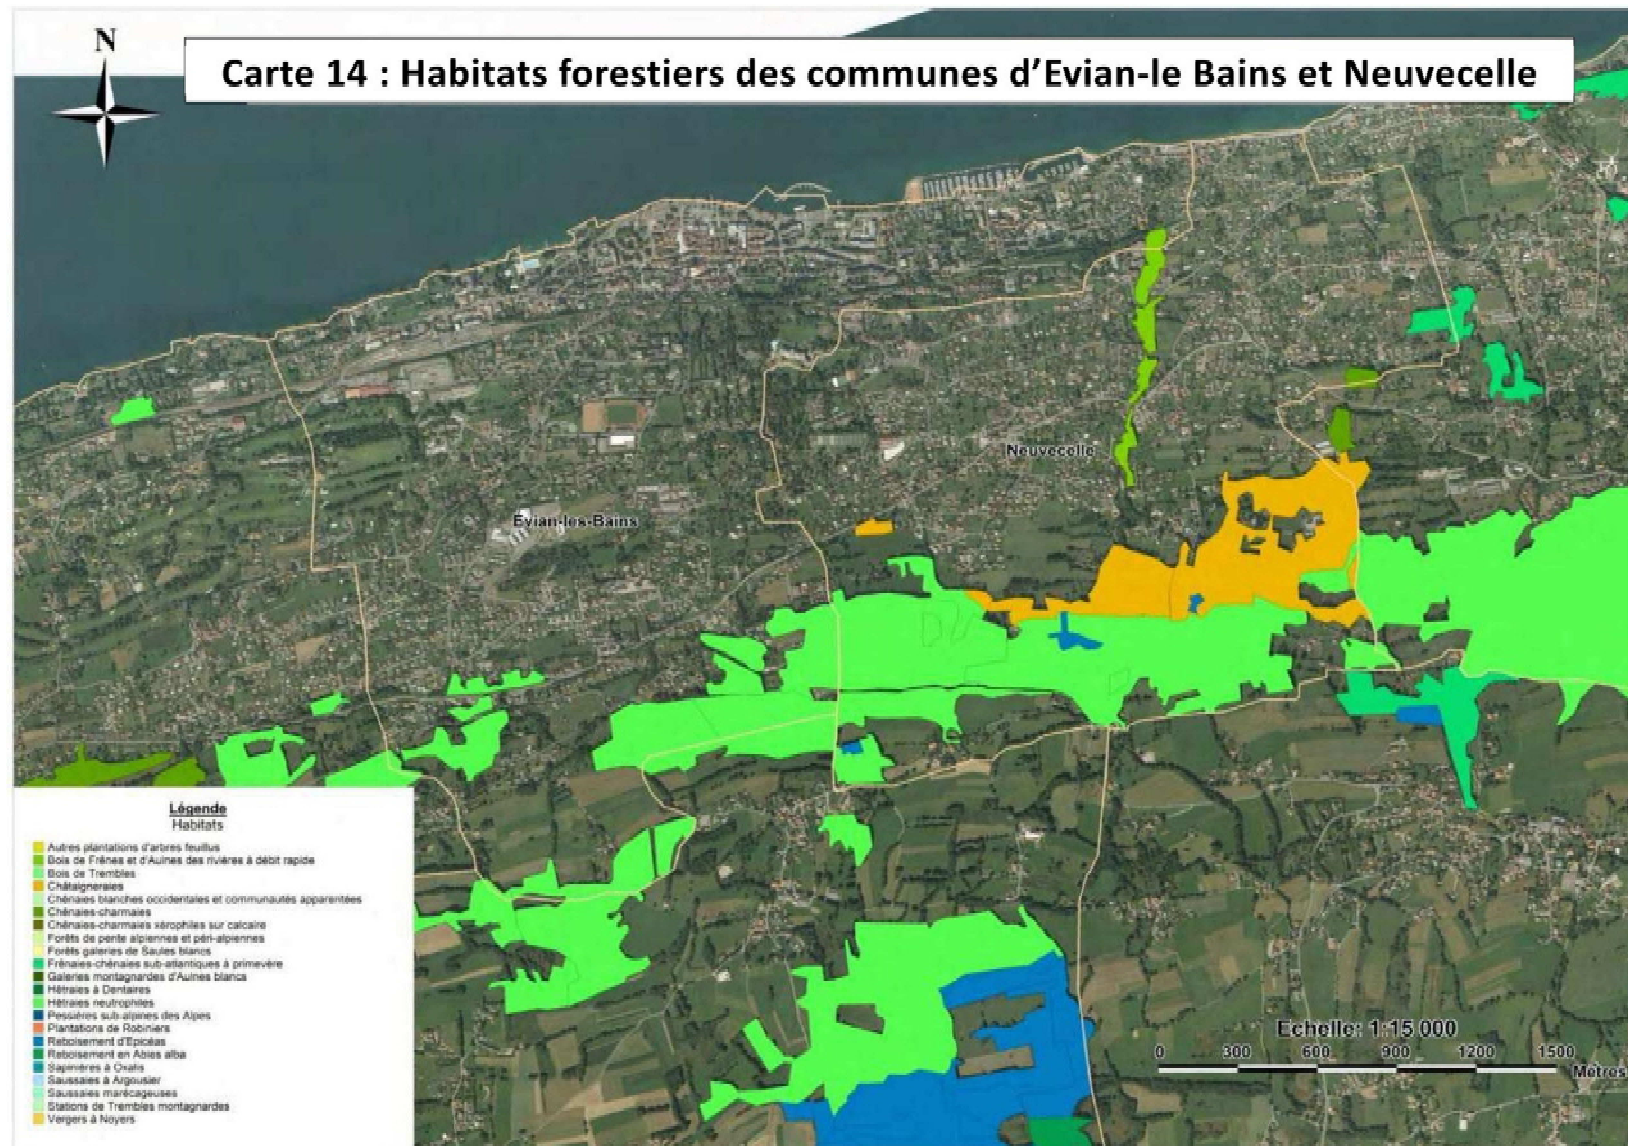 N
Carte 14 : Habitats forestiers des communes d’Evian-le Bains et Neuvecelle
Neuvecelle
Evian-les-Bains
Légende
Habitats
Autres plantations d'arbres feuillus
Bois de Frênes et d'Aulnes des rivières à débit rapide
Bois de Trembles
Châtaigneraies
Chênaies blanches occidentales et communautés apparentées
Chênaies-charmaies
Chênaies-charmaies xérophiles sur calcaire
Forêts de pente alpiennes et péri-alpiennes
Forêts galeries de Saules blancs
Frênaies-chênaies sub-atlantiques à primevère
Galeries montagnardes d'Aulnes blancs
Hêtraies à Dentaires
Hêtraies neutrophiles
Pessières sub-alpines des Alpes
Plantations de Robiniers
Reboisement d'Epicéas
Reboisement en Abies alba
Sapinières à Oxalis
Saussaies à Argousier
Saussaies marécageuses
Stations de Trembles montagnardes
Vergers à Noyers
Echelle: 1:15 000
0 300 600 900 1200 1500
Mètres